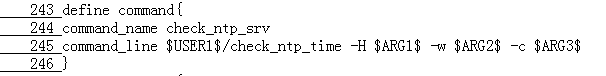 243 define command{
244 command_name check_ntp_srv
245 command_line $USER1$/check_ntp_time -H $ARG1$ -w $ARG2$ -c $ARG3$
246 }